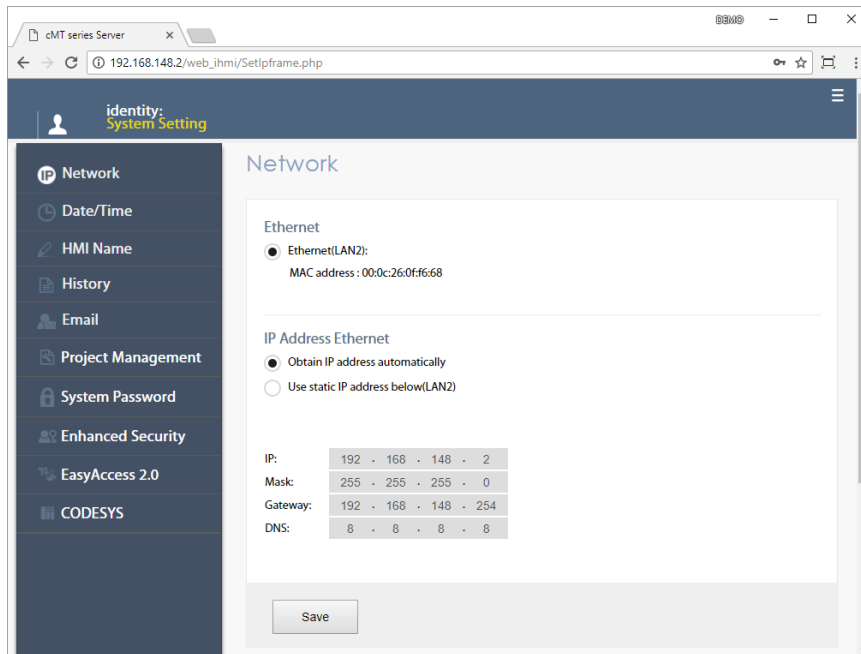 DEMO
cMT series Server
192.168.148.2/web_ihmi/SetIpframe.php
identity:
System Setting
IP Network
Date/Time
HMI Name
History
Email
Project Management
System Password
Enhanced Security
EasyAccess 2.0
CODESYS
Network
Ethernet
Ethernet(LAN2):
MAC address : 00:0c:26:0f:f6:68
IP Address Ethernet
Obtain IP address automatically
Use static IP address below(LAN2)
IP: 192 . 168 . 148 . 2
Mask: 255 . 255 . 255 . 0
Gateway: 192 . 168 . 148 . 254
DNS: 8 . 8 . 8 . 8
Save